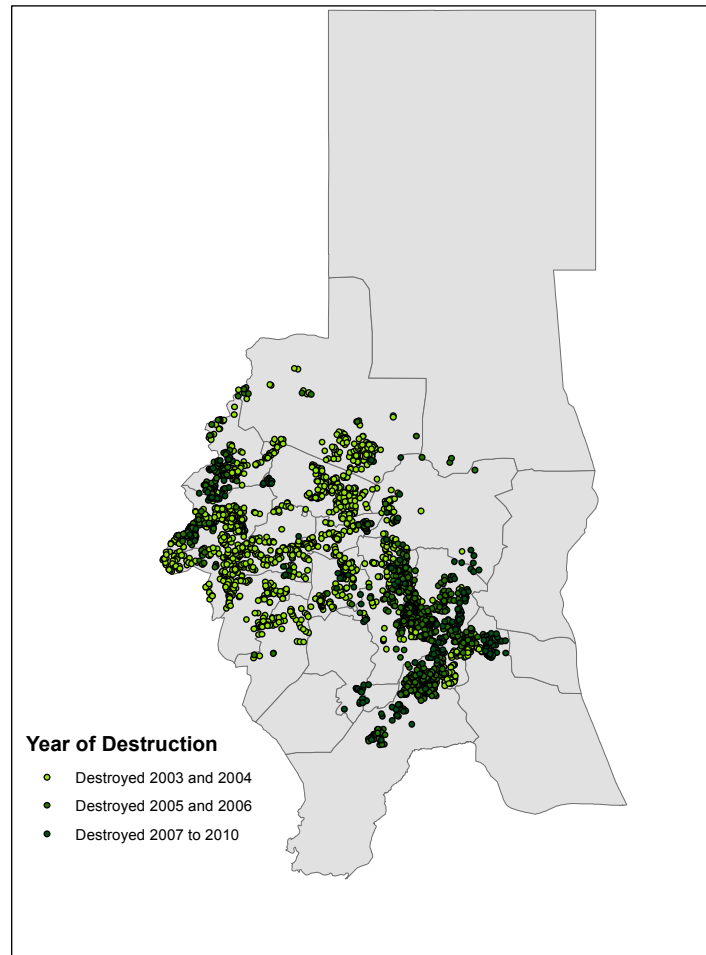 Year of Destruction
Destroyed 2003 and 2004
Destroyed 2005 and 2006
Destroyed 2007 to 2010